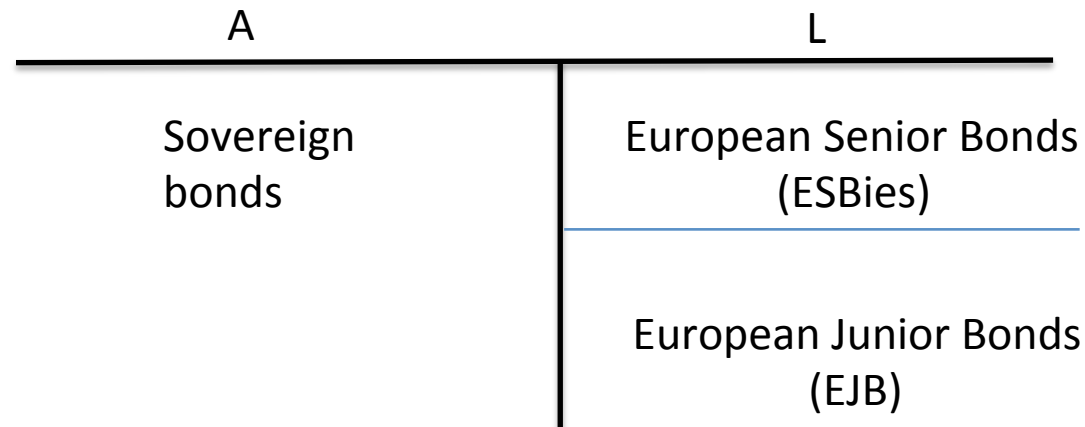 A
L
Sovereign
bonds
European Senior Bonds
(ESBies)
European Junior Bonds
(EJB)